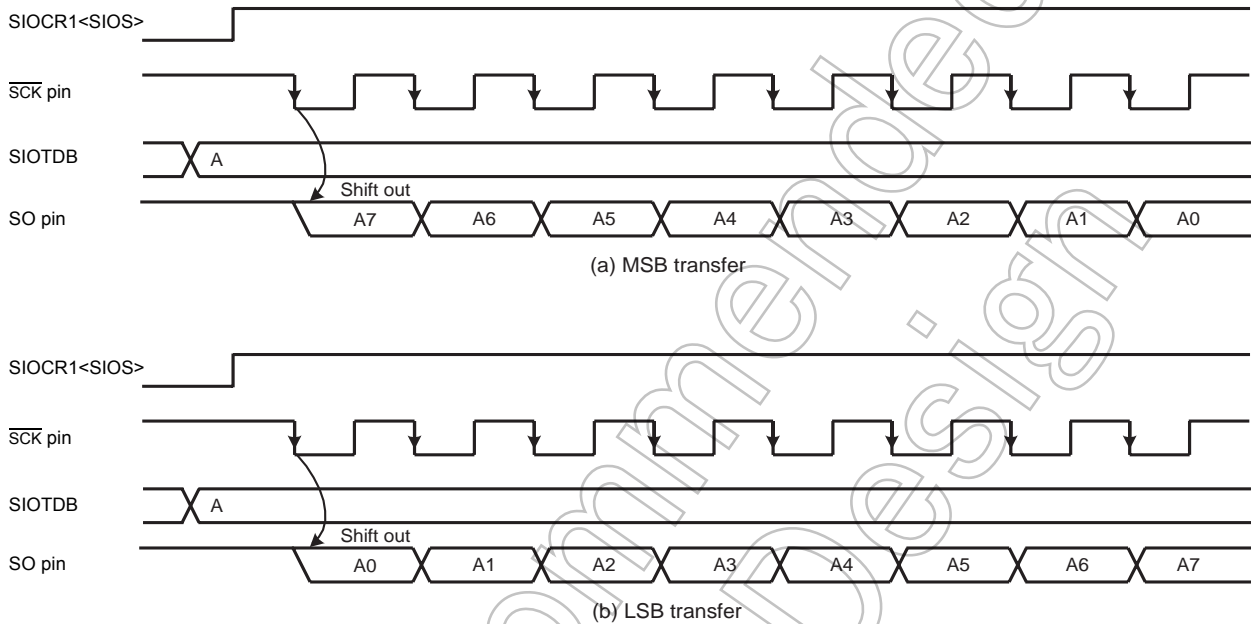 SIOCR1<SIOS>
SCK pin
SIOTDB
A
Shift out
SO pin
A7 A6 A5 A4 A3 A2 A1 A0
(a) MSB transfer
SIOCR1<SIOS>
SCK pin
SIOTDB
A
Shift out
SO pin
A0 A1 A2 A3 A4 A5 A6 A7
(b) LSB transfer
Design